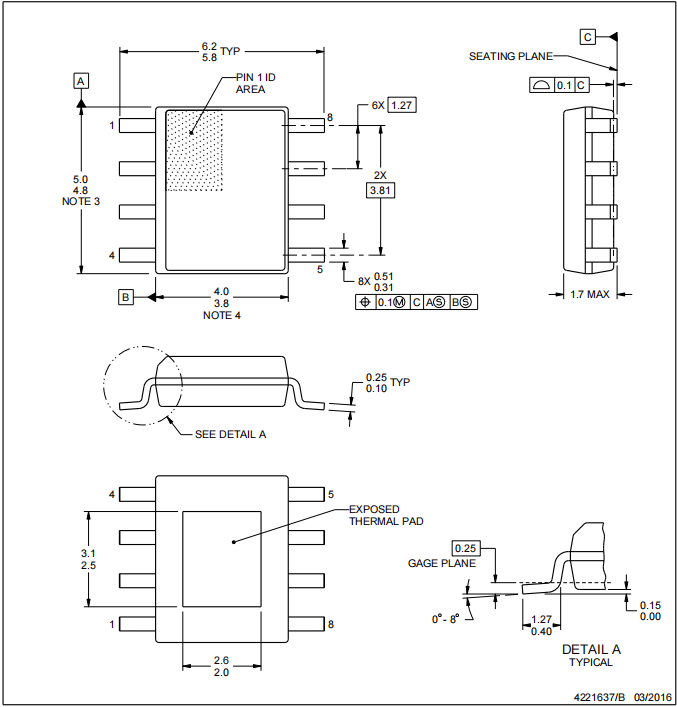 6.2
5.8 TYP
C
SEATING PLANE
A
PIN 1 ID
AREA
0.1 C
6X 1.27
1
8
5.0
4.8
NOTE 3
2X
3.81
4
5
B
4.0
3.8
NOTE 4
8X 0.51
0.31
0.1Ⓜ C AⓈ BⓈ
1.7 MAX
0.25
0.10 TYP
SEE DETAIL A
4
5
EXPOSED
THERMAL PAD
3.1
2.5
0.25
GAGE PLANE
1
8
0°- 8°
1.27
0.40
0.15
0.00
2.6
2.0
DETAIL A
TYPICAL
4221637/B 03/2016